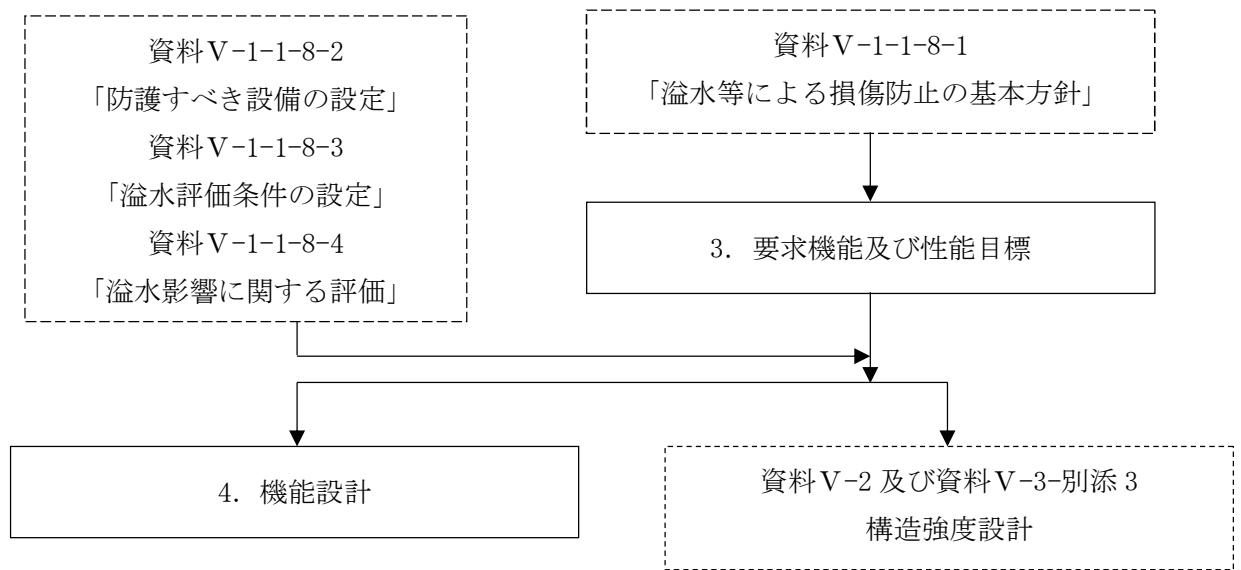 資料Ⅴ-1-1-8-2
「防護すべき設備の設定」
資料Ⅴ-1-1-8-3
「溢水評価条件の設定」
資料Ⅴ-1-1-8-4
「溢水影響に関する評価」
資料Ⅴ-1-1-8-1
「溢水等による損傷防止の基本方針」
3. 要求機能及び性能目標
4. 機能設計
資料Ⅴ-2 及び資料Ⅴ-3-別添 3
構造強度設計